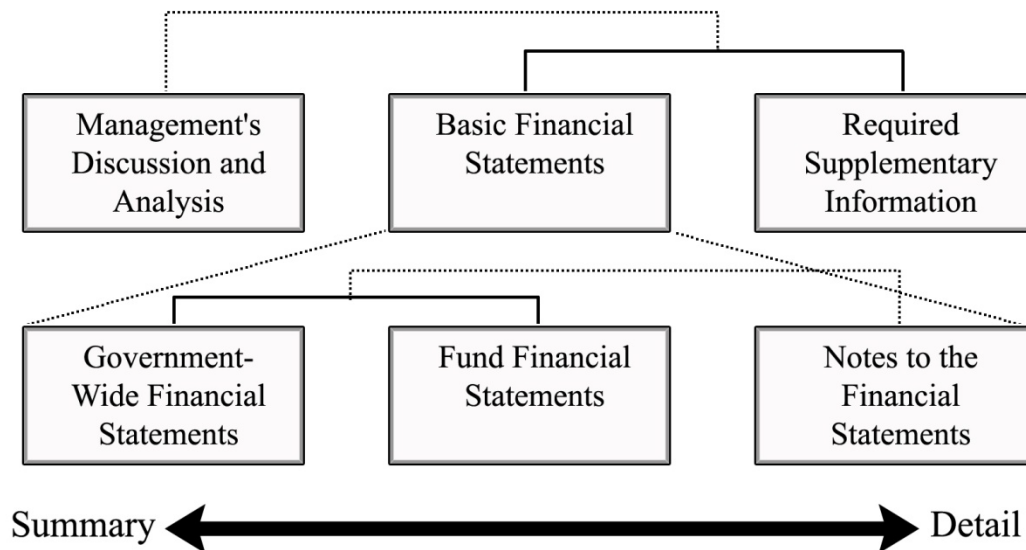 Management's
Discussion and
Analysis
Basic Financial
Statements
Required
Supplementary
Information
Government-
Wide Financial
Statements
Fund Financial
Statements
Notes to the
Financial
Statements
Summary
Detail